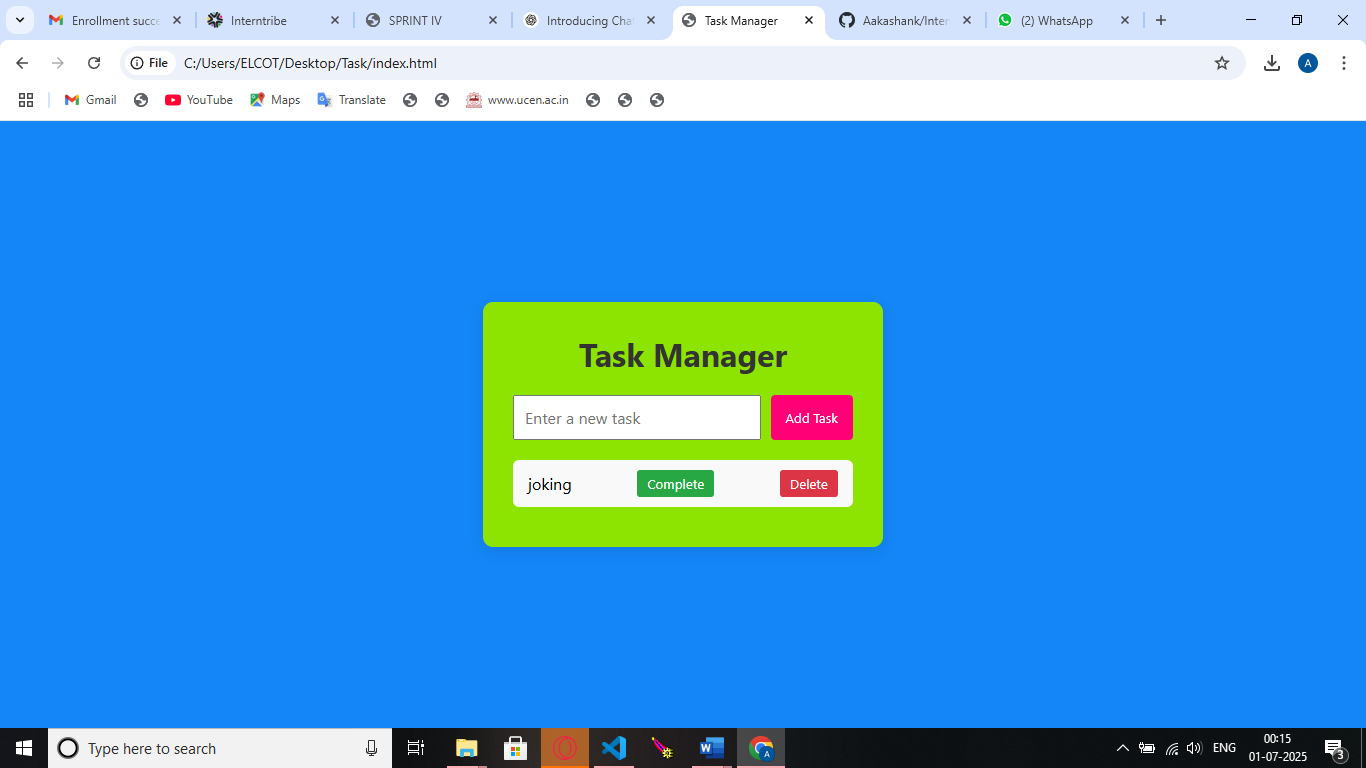 Enrollment succe
Interntribe
SPRINT IV
Introducing Cha
Task Manager
Aakashank/Inter
(2) WhatsApp
File
C:/Users/ELCOT/Desktop/Task/index.html
A
Gmail
YouTube
Maps
Translate
www.ucen.ac.in
Task Manager
Enter a new task
Add Task
joking
Complete
Delete
Type here to search
ENG
00:15
01-07-2025
3